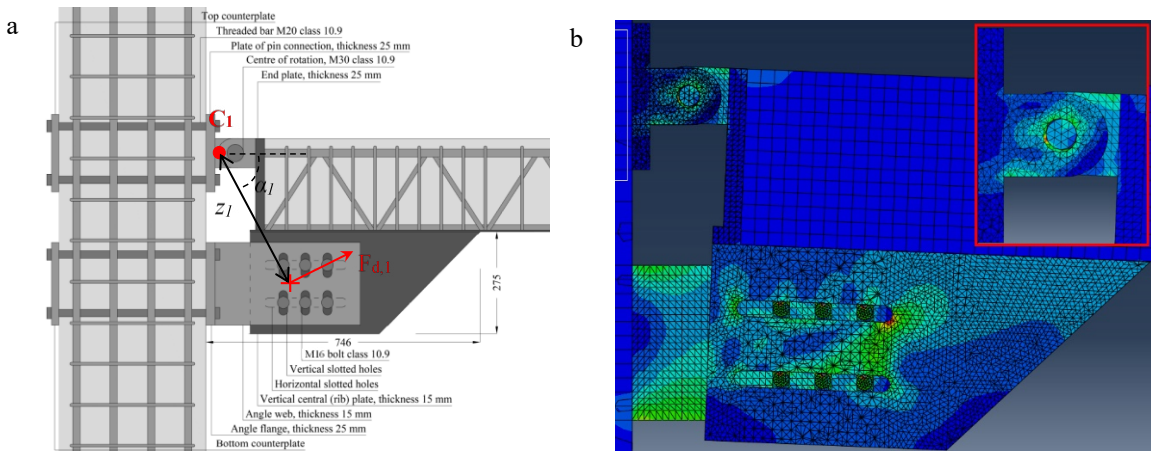 a
Top counterplate
Threaded bar M20 class 10.9
Plate of pin connection, thickness 25 mm
Centre of rotation, M30 class 10.9
End plate, thickness 25 mm
C1
α1
z1
Fd,1
275
746
M16 bolt class 10.9
Vertical slotted holes
Horizontal slotted holes
Vertical central (rib) plate, thickness 15 mm
Angle web, thickness 15 mm
Angle flange, thickness 25 mm
Bottom counterplate
b